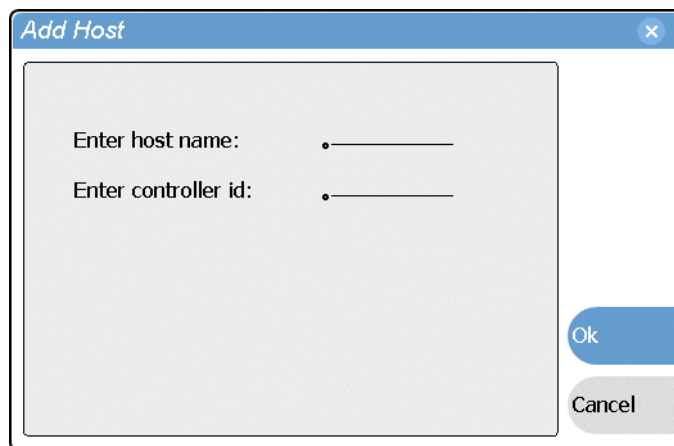 Add Host
Enter host name:
Enter controller id:
Ok
Cancel